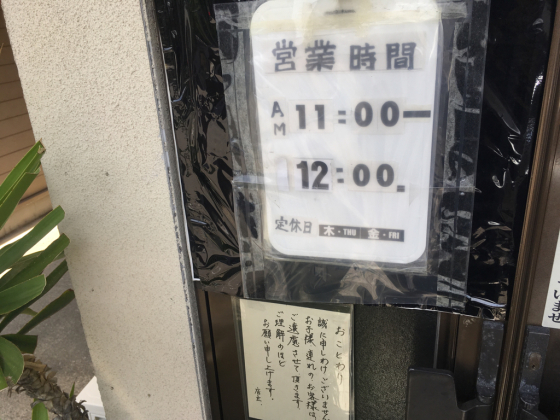 営業時間
AM 11:00ー
12:00
定休日 木・THU 金・FRI
おことわり
誠に申しわけございません
お子様連れのお客様は
ご遠慮させて頂きます。
ご理解のほど
お願い申し上げます。
店主
いませ